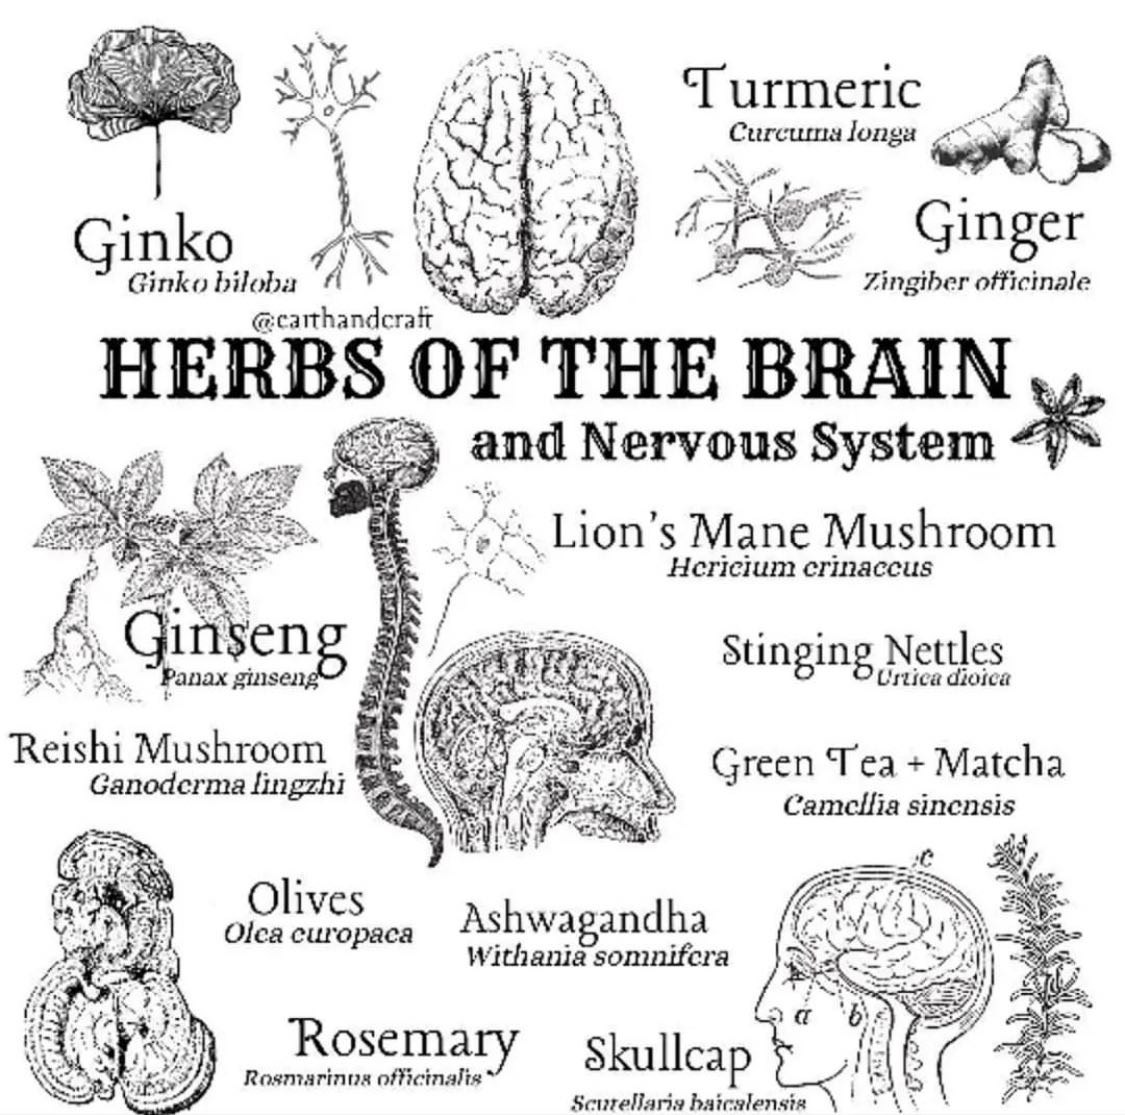 Turmeric
Curcuma longa
Ginko
Ginko biloba
Ginger
Zingiber officinale
@earthandcraft
HERBS OF THE BRAIN
and Nervous System
Lion's Mane Mushroom
Hericium erinaceus
Ginseng
Panax ginseng
Stinging Nettles
Urtica dioica
Reishi Mushroom
Ganoderma lingzhi
Green Tea + Matcha
Camellia sinensis
Olives
Olea europaea
Ashwagandha
Withania somnifera
c
a b
Rosemary
Rosmarinus officinalis
Skullcap
Scutellaria baicalensis